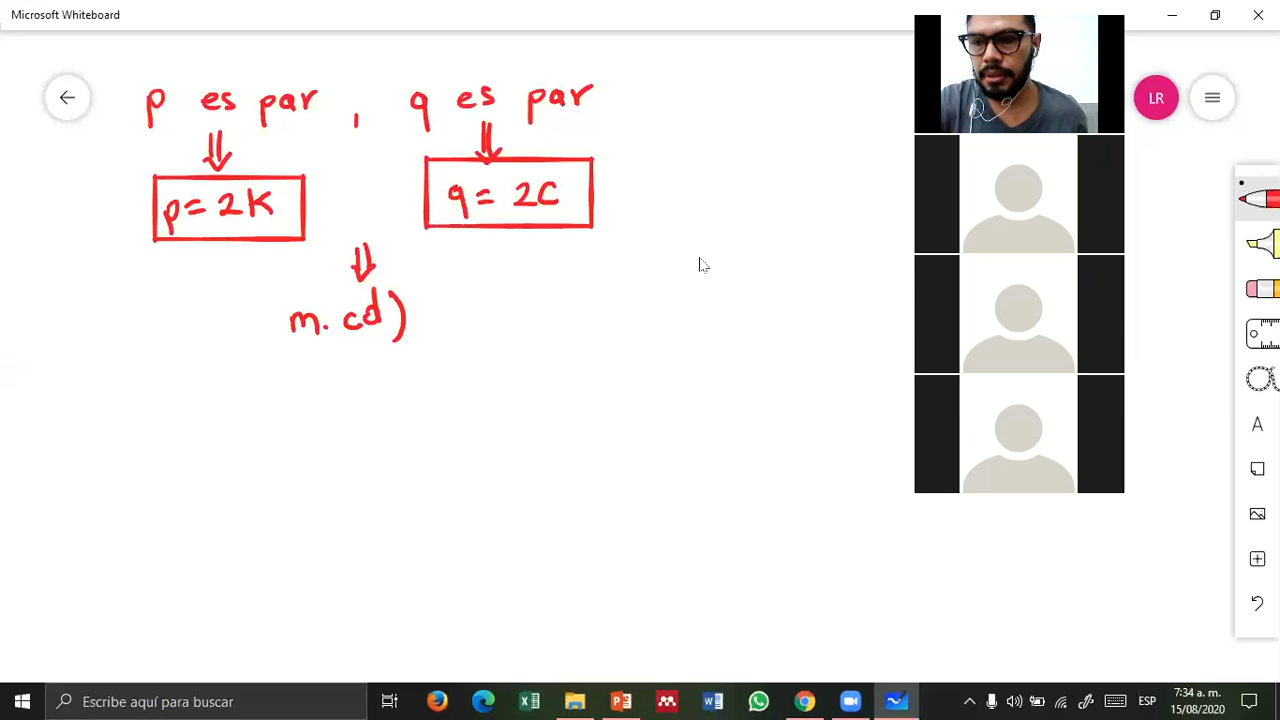 Microsoft Whiteboard
p es par , q es par
LR
p = 2K
q = 2C
m. cd)
A
Escribe aquí para buscar
ESP
7:34 a. m.
15/08/2020